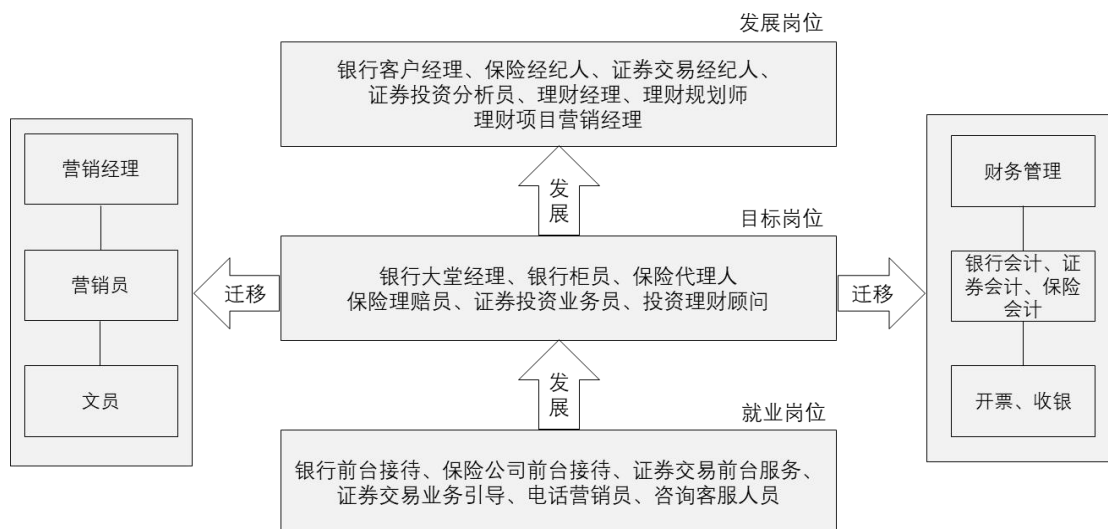 发展岗位
银行客户经理、保险经纪人、证券交易经纪人、
证券投资分析员、理财经理、理财规划师
理财项目营销经理
营销经理
营销员
文员
发展
目标岗位
迁移
银行大堂经理、银行柜员、保险代理人
保险理赔员、证券投资业务员、投资理财顾问
迁移
财务管理
银行会计、证
券会计、保险
会计
开票、收银
发展
就业岗位
银行前台接待、保险公司前台接待、证券交易前台服务、
证券交易业务引导、电话营销员、咨询客服人员